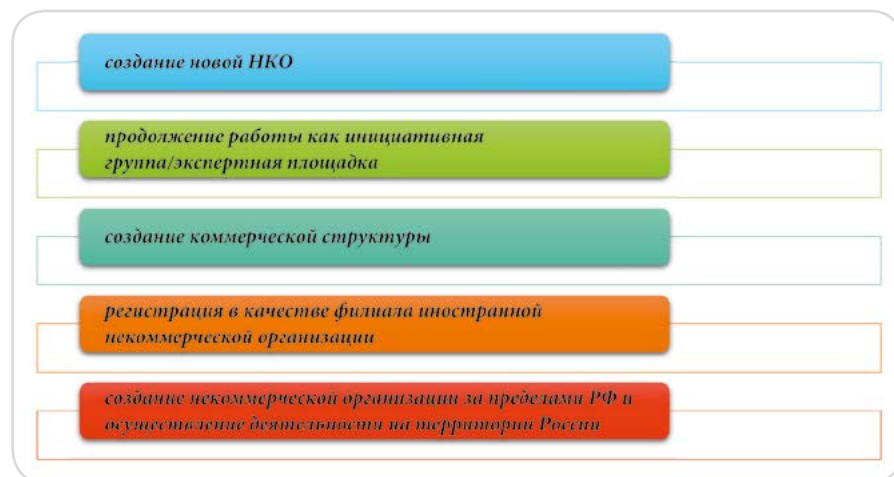 создание новой НКО
продолжение работы как инициативная
группа/экспертная площадка
создание коммерческой структуры
регистрация в качестве филиала иностранной
некоммерческой организации
создание некоммерческой организации за пределами РФ и
осуществление деятельности на территории России